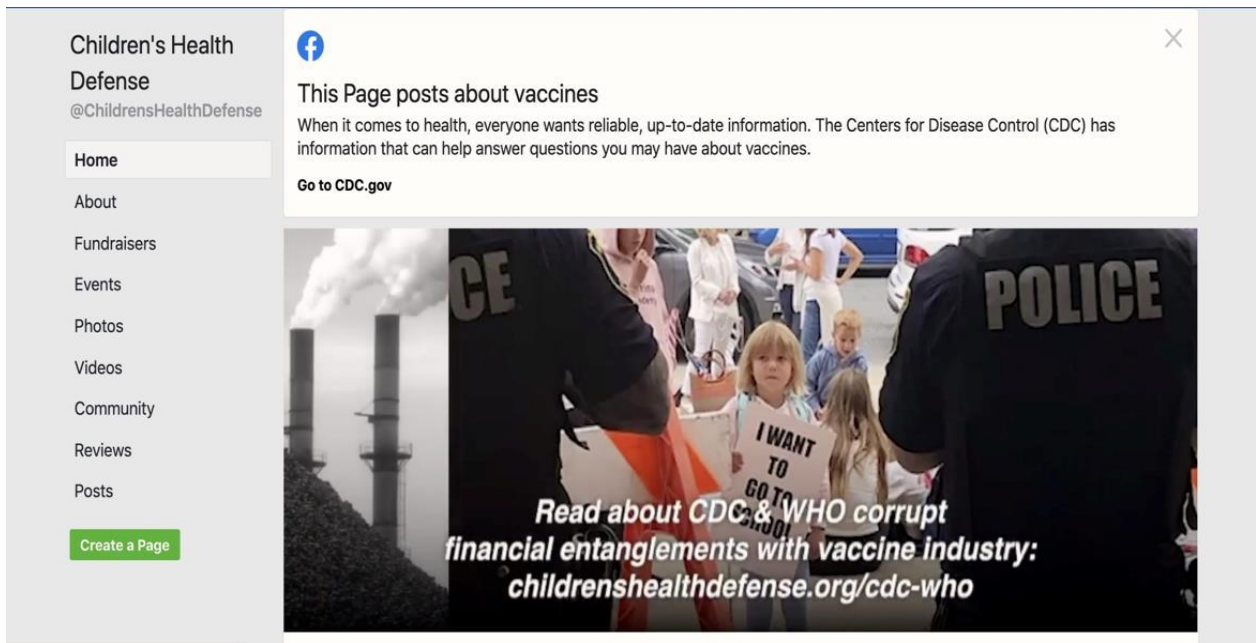 Children's Health
Defense
@ChildrensHealthDefense
Home
About
Fundraisers
Events
Photos
Videos
Community
Reviews
Posts
Create a Page
This Page posts about vaccines
When it comes to health, everyone wants reliable, up-to-date information. The Centers for Disease Control (CDC) has
information that can help answer questions you may have about vaccines.
Go to CDC.gov
CE
POLICE
I WANT
TO
GO TO
SCHOOL
Read about CDC & WHO corrupt
financial entanglements with vaccine industry:
childrenshealthdefense.org/cdc-who